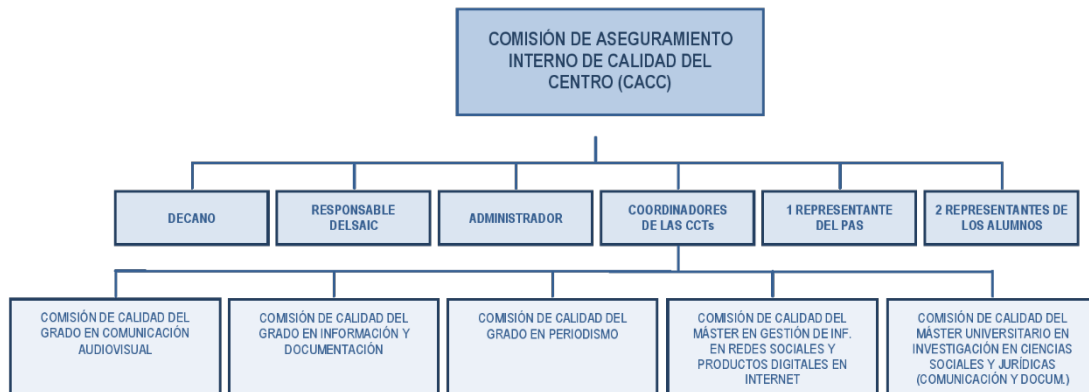 COMISIÓN DE ASEGURAMIENTO
INTERNO DE CALIDAD DEL
CENTRO (CACC)
DECANO
RESPONSABLE
DELSAIC
ADMINISTRADOR
COORDINADORES
DE LAS CCTs
1 REPRESENTANTE
DEL PAS
2 REPRESENTANTES DE
LOS ALUMNOS
COMISIÓN DE CALIDAD DEL
GRADO EN COMUNICACIÓN
AUDIOVISUAL
COMISIÓN DE CALIDAD DEL
GRADO EN INFORMACIÓN Y
DOCUMENTACIÓN
COMISIÓN DE CALIDAD DEL
GRADO EN PERIODISMO
COMISIÓN DE CALIDAD DEL
MÁSTER EN GESTIÓN DE INF.
EN REDES SOCIALES Y
PRODUCTOS DIGITALES EN
INTERNET
COMISIÓN DE CALIDAD DEL
MÁSTER UNIVERSITARIO EN
INVESTIGACIÓN EN CIENCIAS
SOCIALES Y JURÍDICAS
(COMUNICACIÓN Y DOCUM.)